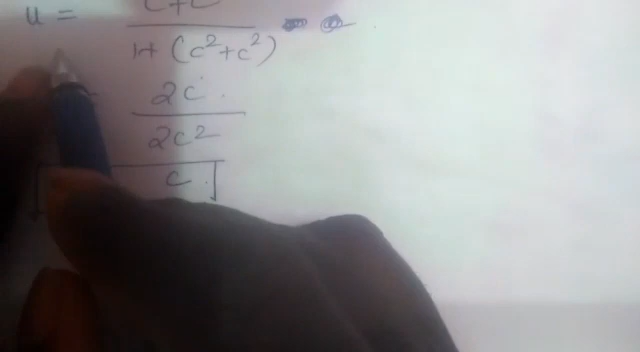 u = c + c
1+ (c²+c²)
2c
2c²
c